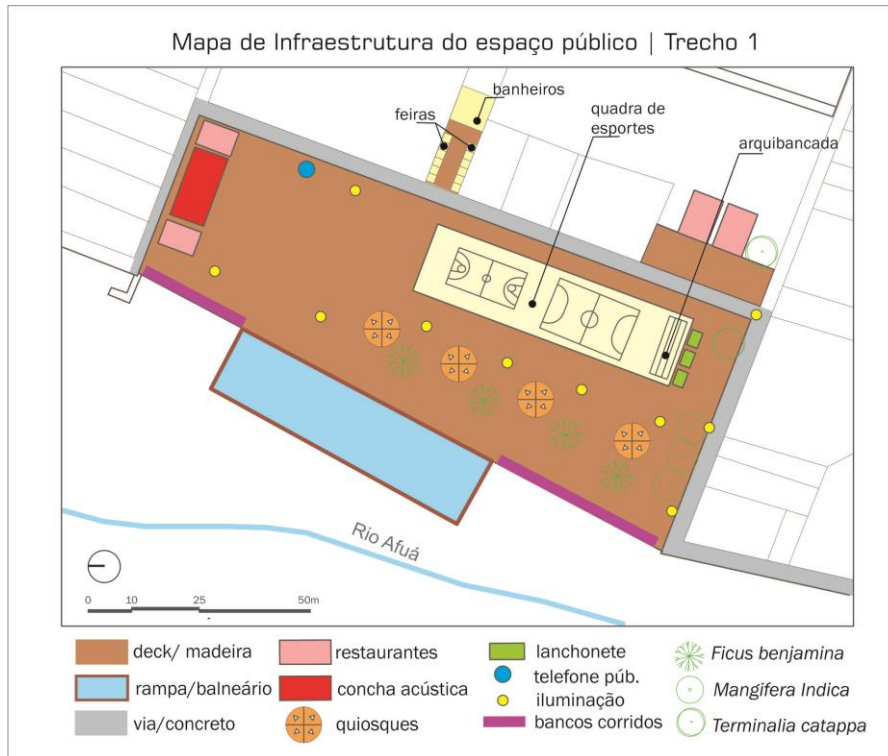 Mapa de Infraestrutura do espaço público | Trecho 1
banheiros
feiras
quadra de
esportes
arquibancada
Rio Afuá
0 10 25 50m
deck/ madeira
rampa/balneário
via/concreto
restaurantes
concha acústica
quiosques
lanchonete
telefone púb.
iluminação
bancos corridos
Ficus benjamina
Mangifera Indica
Terminalia catappa